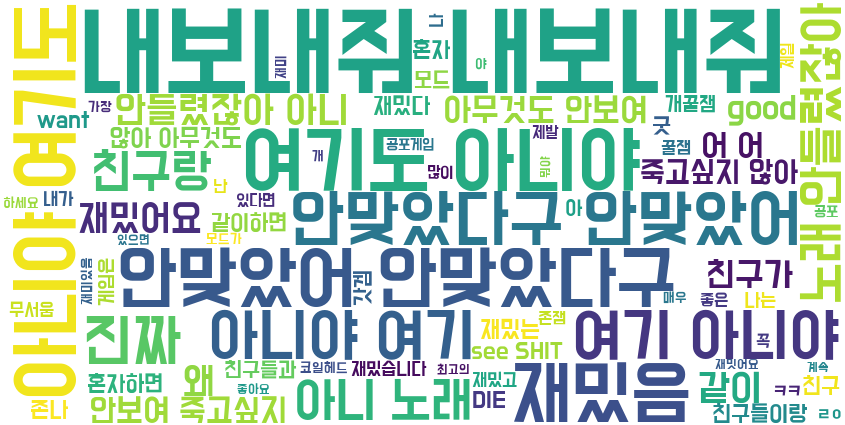 내보내줘 내보내줘
ㄷ
혼자
재미
모드
야
제일
아니야 여기도
want
가장
안들렸잖아 아니
재밌다
아무것도 안보여
개꿀잼
good
안들렸잖아
않아 아무것도
여기도 아니야
공포게임
제발
굿
꿀잼
어 어
친구랑
개
많이
뭐야
죽고싶지 않아
하세요
내가
난
있다면
재밌어요
같이하면
안맞았다구 안맞았어
아
공포
노래
있으면
모드가
재미있음
게임은
무서움
안맞았어 안맞았다구
갓겜
친구가
매우
좋은
나는
진짜
아니야 여기
재밌는
존잼
여기 아니야
꼭
see SHIT
왜
친구들과
코일헤드
재밌습니다
최고의
재밋어요
계속
혼자하면
좋아요
아니 노래
재밌고
DIE
재밌음
같이
ㅋㅋ
친구
존나
안보여 죽고싶지
친구들이랑
ㄹㅇ